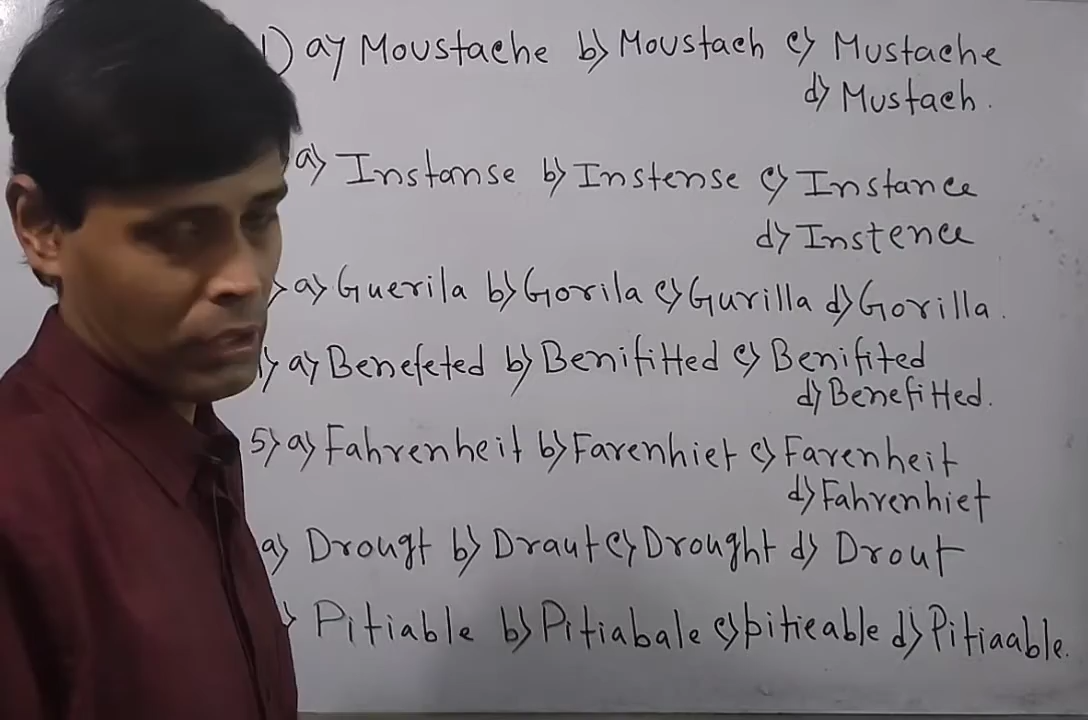 1) a) Moustache b) Moustach c) Mustache
d) Mustach.
a) Instanse b) Instense c) Instance
d) Instence
a) Guerila b) Gorila c) Gurilla d) Gorilla.
a) Benefeted b) Benifitted c) Benifited
d) Benefitted.
5) a) Fahrenheit b) Farenhiet c) Farenheit
d) Fahrenhiet
a) Drougt b) Draut c) Drought d) Drout
Pitiable b) Pitiabale c) pitieable d) Pitiaable.